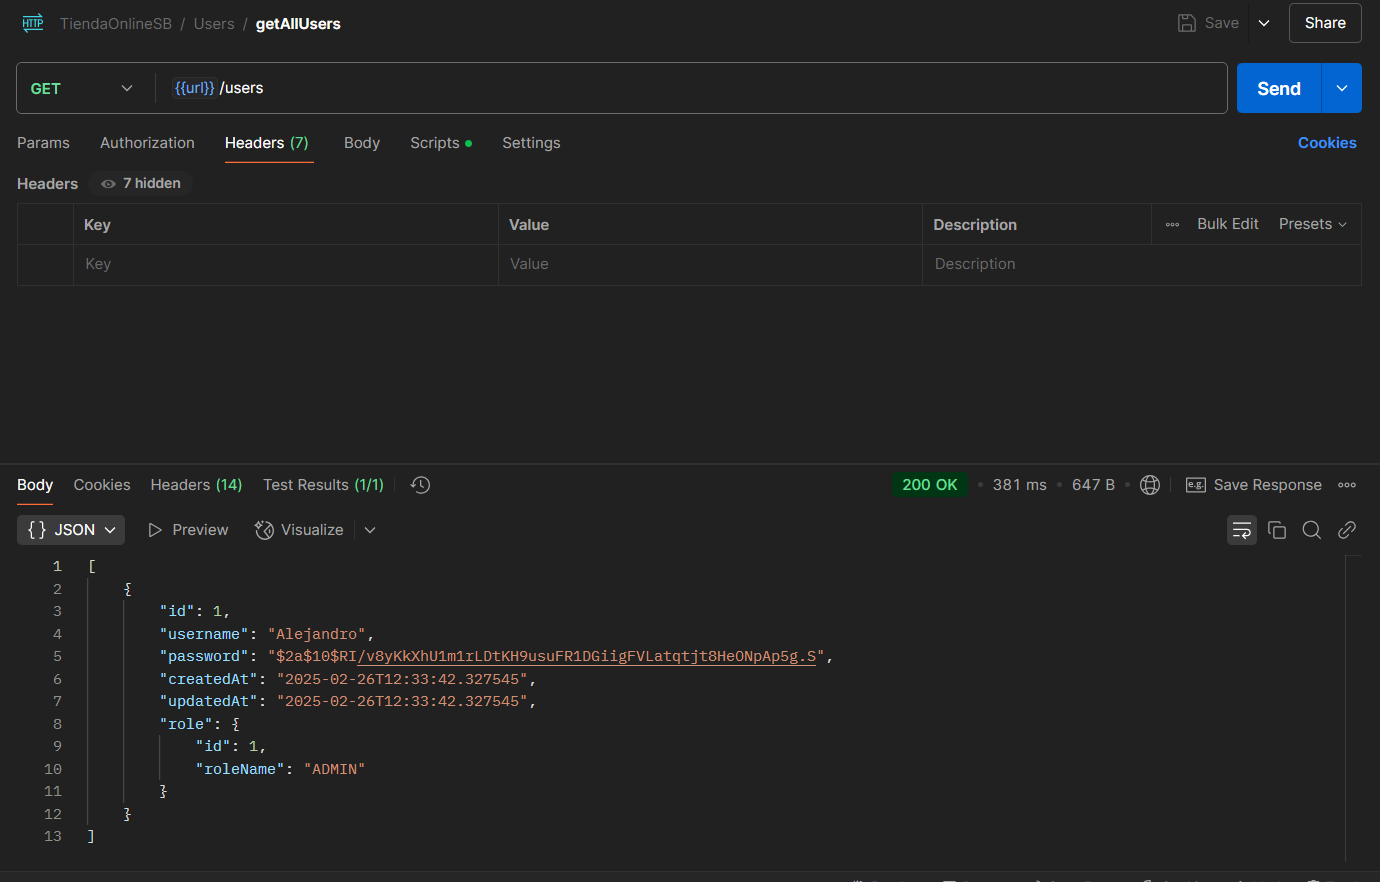 HTTP TiendaOnlineSB / Users / getAllUsers Save Share
GET {{url}} /users Send
Params Authorization Headers (7) Body Scripts Settings Cookies
Headers 7 hidden
Key Value Description Bulk Edit Presets
Key Value Description
Body Cookies Headers (14) Test Results (1/1) 200 OK 381 ms 647 B e.g. Save Response
{} JSON Preview Visualize
1 [
2 {
3 "id": 1,
4 "username": "Alejandro",
5 "password": "$2a$10$RI/v8yKkXhU1m1rLDtKH9usuFR1DGiigFVLatqtjt8HeONpAp5g.S",
6 "createdAt": "2025-02-26T12:33:42.327545",
7 "updatedAt": "2025-02-26T12:33:42.327545",
8 "role": {
9 "id": 1,
10 "roleName": "ADMIN"
11 }
12 }
13 ]